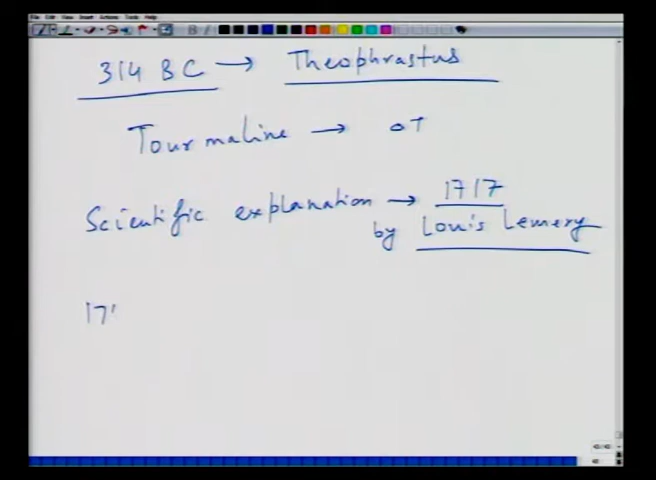 314 BC → Theophrastus
Tourmaline → ΔT
Scientific explanation → 1717
by Louis Lemery
17